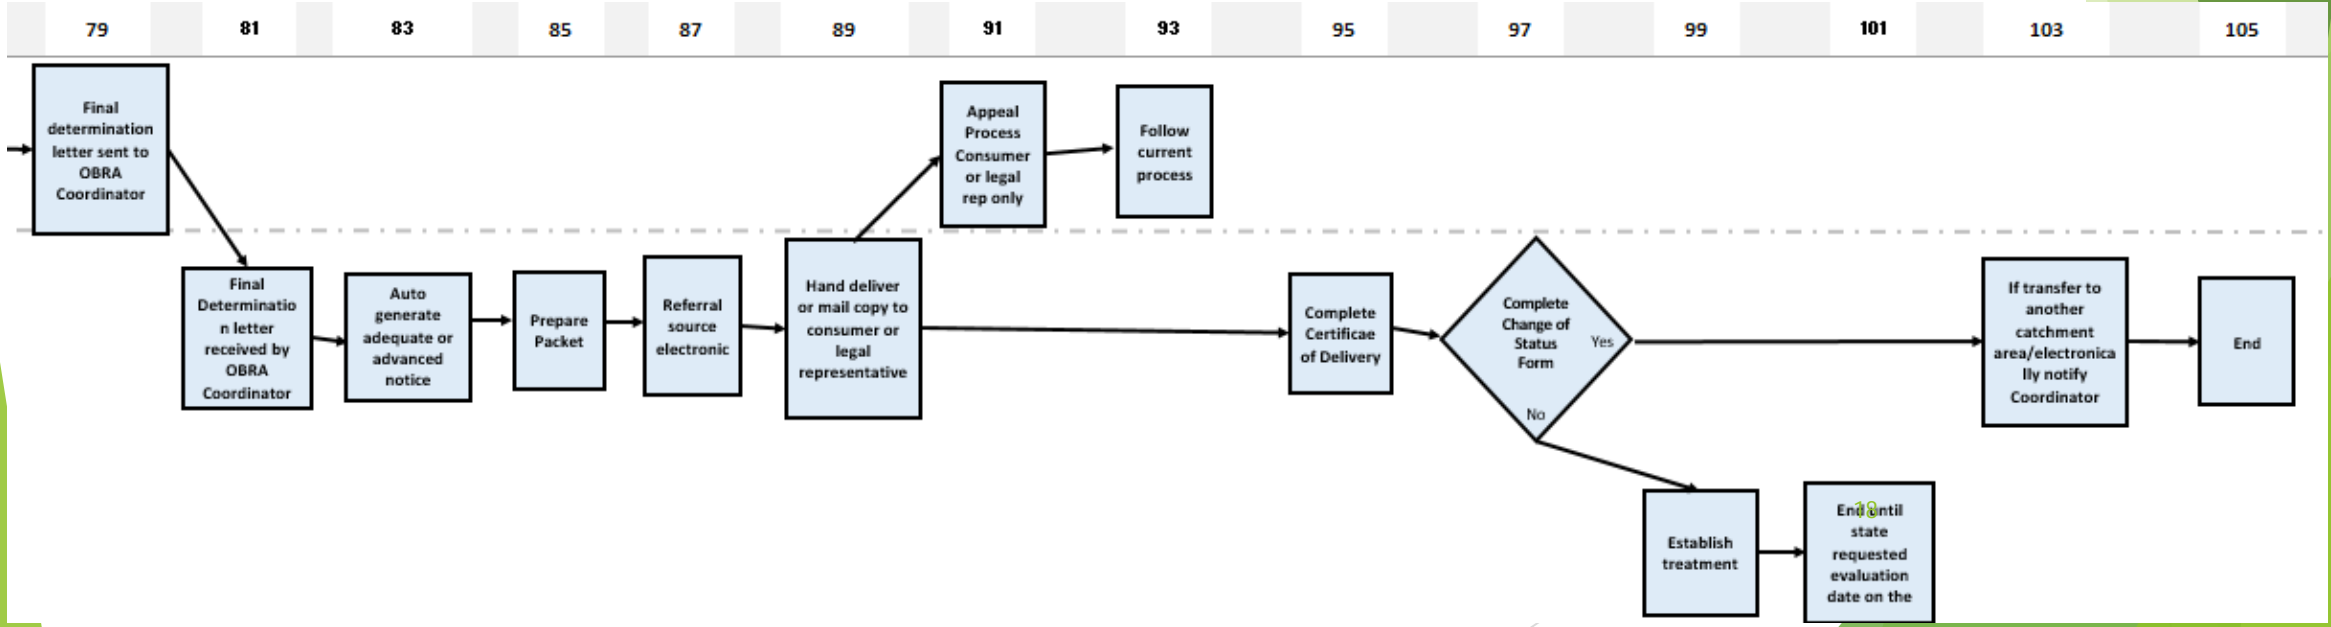 79 81 83 85 87 89 91 93 95 97 99 101 103 105
Final
determination
letter sent to
OBRA
Coordinator
Final
Determinatio
n letter
received by
OBRA
Coordinator
Auto
generate
adequate or
advanced
notice
Prepare
Packet
Referral
source
electronic
Hand deliver
or mail copy to
consumer or
legal
representative
Appeal
Process
Consumer
or legal
rep only
Follow
current
process
Complete
Certificae
of Delivery
Complete
Change of
Status
Form
Yes
No
Establish
treatment
End until
state
requested
evaluation
date on the
18
If transfer to
another
catchment
area/electronica
lly notify
Coordinator
End